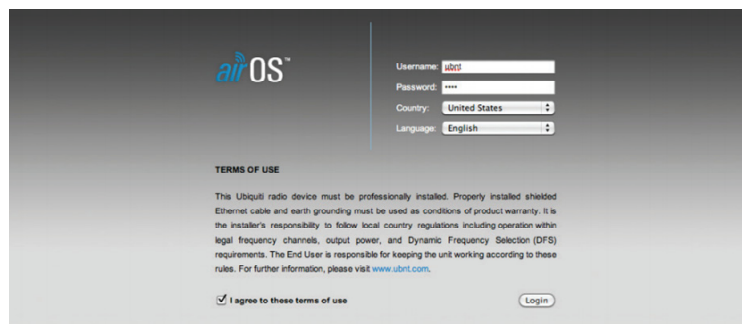 airOS™
Username: ubnt
Password: ••••
Country: United States
Language: English
TERMS OF USE
This Ubiquiti radio device must be professionally installed. Properly installed shielded
Ethernet cable and earth grounding must be used as conditions of product warranty. It is
the installer's responsibility to follow local country regulations including operation within
legal frequency channels, output power, and Dynamic Frequency Selection (DFS)
requirements. The End User is responsible for keeping the unit working according to these
rules. For further information, please visit www.ubnt.com.
I agree to these terms of use
Login